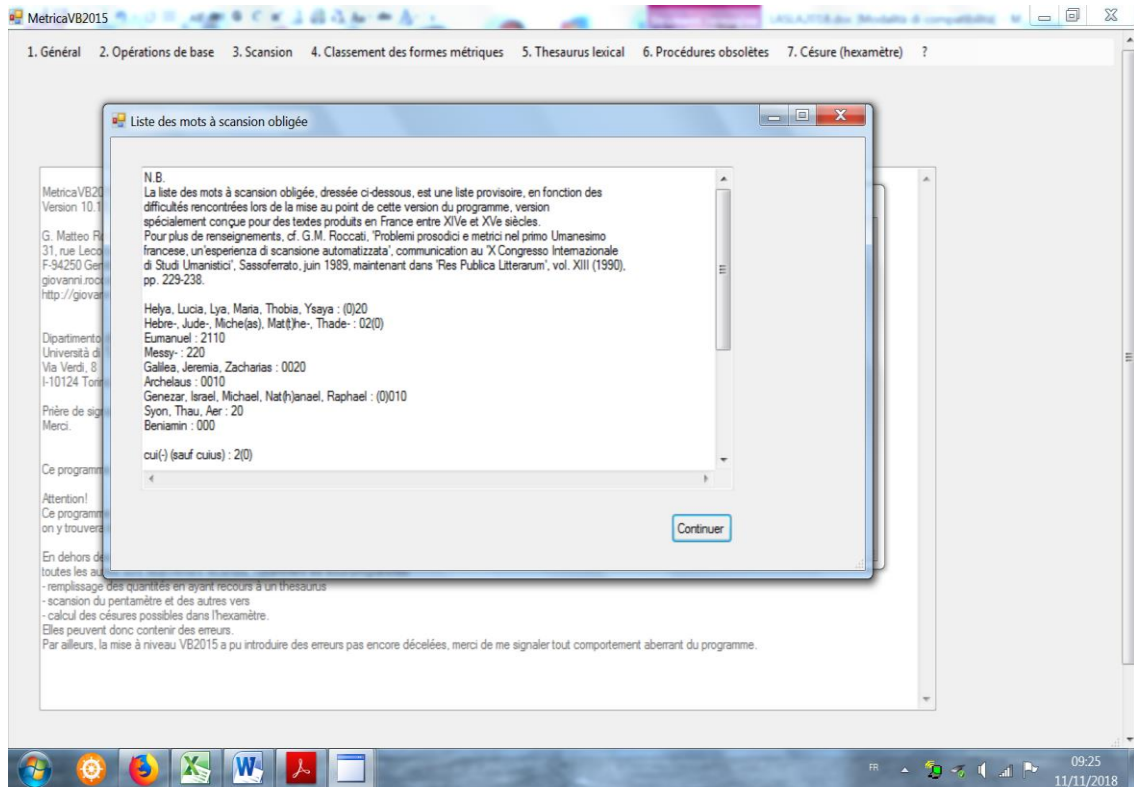 MetricaVB2015
1. Général 2. Opérations de base 3. Scansion 4. Classement des formes métriques 5. Thesaurus lexical 6. Procédures obsolètes 7. Césure (hexamètre) ?
Liste des mots à scansion obligée
N.B.
La liste des mots à scansion obligée, dressée ci-dessous, est une liste provisoire, en fonction des
difficultés rencontrées lors de la mise au point de cette version du programme, version
spécialement conçue pour des textes produits en France entre XIVe et XVe siècles.
Pour plus de renseignements, cf. G.M. Roccati, 'Problemi prosodici e metrici nel primo Umanesimo
francese, un'esperienza di scansione automatizzata', communication au 'X Congresso Internazionale
di Studi Umanistici', Sassoferrato, juin 1989, maintenant dans 'Res Publica Litterarum', vol. XIII (1990),
pp. 229-238.
Helya, Lucia, Lya, Maria, Thobia, Ysaya : (0)20
Hebre-, Jude-, Miche(as), Mat(t)he-, Thade- : 02(0)
Eumanuel : 2110
Messy- : 220
Galilea, Jeremia, Zacharias : 0020
Archelaus : 0010
Genezar, Israel, Michael, Nat(h)anael, Raphael : (0)010
Syon, Thau, Aer : 20
Beniamin : 000
cui(-) (sauf cuius) : 2(0)
Continuer
MetricaVB20
Version 10.1
G. Matteo
31, rue Leco
F-94250 Gen
giovanni.rocc
http://giovan
Dipartimento
Università di
Via Verdi, 8
I-10124 Torin
Prière de sig
Merci.
Ce programm
Attention!
Ce programm
on y trouvera
En dehors de
toutes les au
- remplissage des quantités en ayant recours à un thesaurus
- scansion du pentamètre et des autres vers
- calcul des césures possibles dans l'hexamètre.
Elles peuvent donc contenir des erreurs.
Par ailleurs, la mise à niveau VB2015 a pu introduire des erreurs pas encore décelées, merci de me signaler tout comportement aberrant du programme.
FR
09:25
11/11/2018